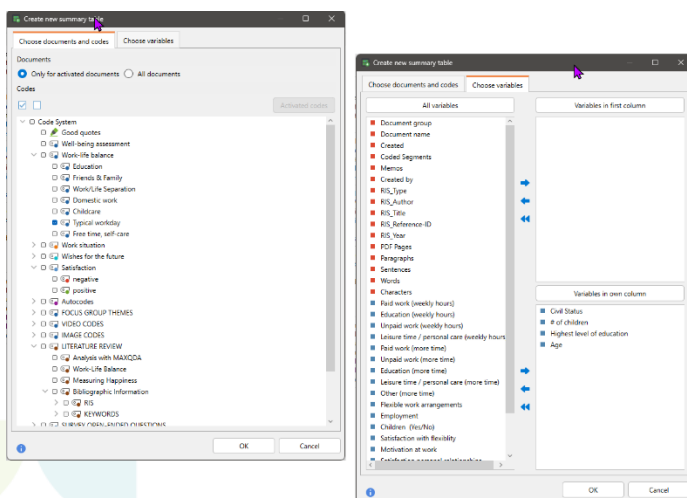 Create new summary table
Choose documents and codes
Choose variables
Documents
Only for activated documents
All documents
Codes
Activated codes
Code System
Good quotes
Well-being assessment
Work-life balance
Education
Friends & Family
Work/Life Separation
Domestic work
Childcare
Typical workday
Free time, self-care
Work situation
Wishes for the future
Satisfaction
negative
positive
Autocodes
FOCUS GROUP THEMES
VIDEO CODES
IMAGE CODES
LITERATURE REVIEW
Analysis with MAXQDA
Work-Life Balance
Measuring Happiness
Bibliographic Information
RIS
KEYWORDS
SURVEY OPEN-ENDED QUESTIONS
OK
Cancel
Create new summary table
Choose documents and codes
Choose variables
All variables
Document group
Document name
Created
Coded Segments
Memos
Created by
RIS_Type
RIS_Author
RIS_Title
RIS_Reference-ID
RIS_Year
PDF Pages
Paragraphs
Sentences
Words
Characters
Paid work (weekly hours)
Education (weekly hours)
Unpaid work (weekly hours)
Leisure time / personal care (weekly hours
Paid work (more time)
Unpaid work (more time)
Education (more time)
Leisure time / personal care (more time)
Other (more time)
Flexible work arrangements
Employment
Children (Yes/No)
Satisfaction with flexiblity
Motivation at work
Satisfaction personal relationships
Variables in first column
Variables in own column
Civil Status
# of children
Highest level of education
Age
OK
Cancel